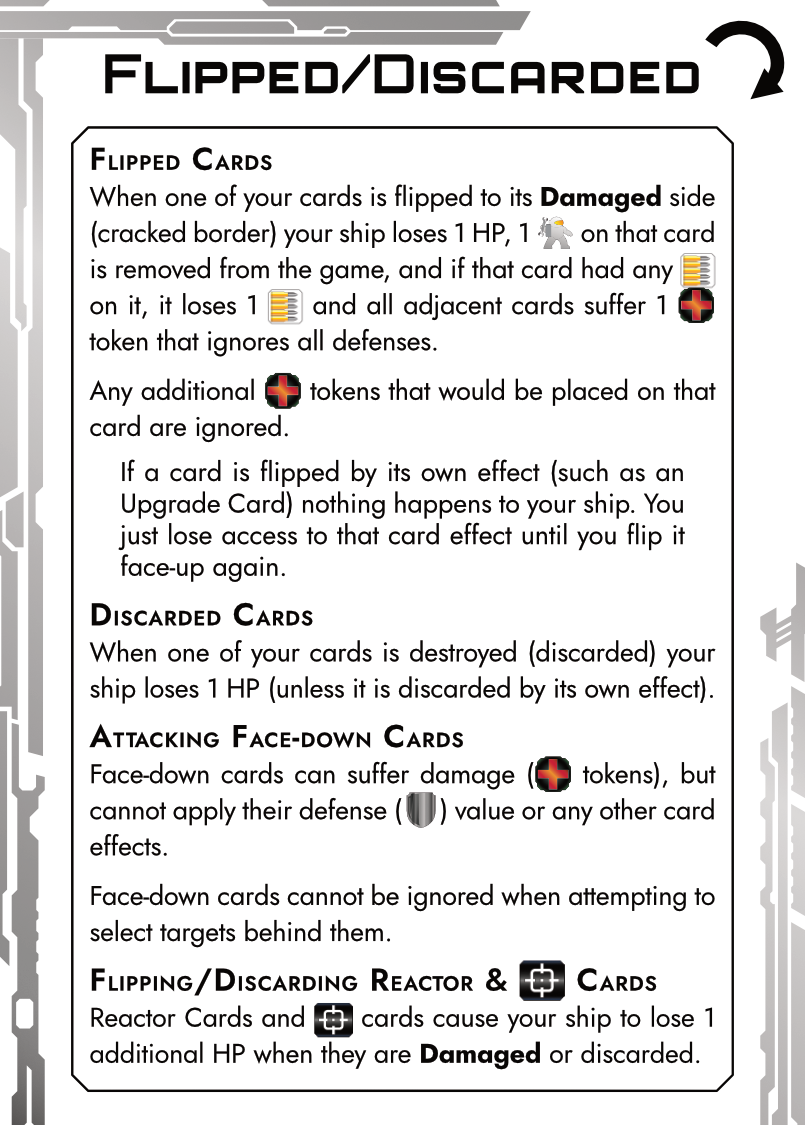 Flipped/Discarded
Flipped Cards
When one of your cards is flipped to its Damaged side
(cracked border) your ship loses 1 HP, 1 on that card
is removed from the game, and if that card had any
on it, it loses 1 and all adjacent cards suffer 1
token that ignores all defenses.
Any additional tokens that would be placed on that
card are ignored.
If a card is flipped by its own effect (such as an
Upgrade Card) nothing happens to your ship. You
just lose access to that card effect until you flip it
face-up again.
Discarded Cards
When one of your cards is destroyed (discarded) your
ship loses 1 HP (unless it is discarded by its own effect).
Attacking Face-down Cards
Face-down cards can suffer damage ( tokens), but
cannot apply their defense ( ) value or any other card
effects.
Face-down cards cannot be ignored when attempting to
select targets behind them.
Flipping/Discarding Reactor & Cards
Reactor Cards and cards cause your ship to lose 1
additional HP when they are Damaged or discarded.